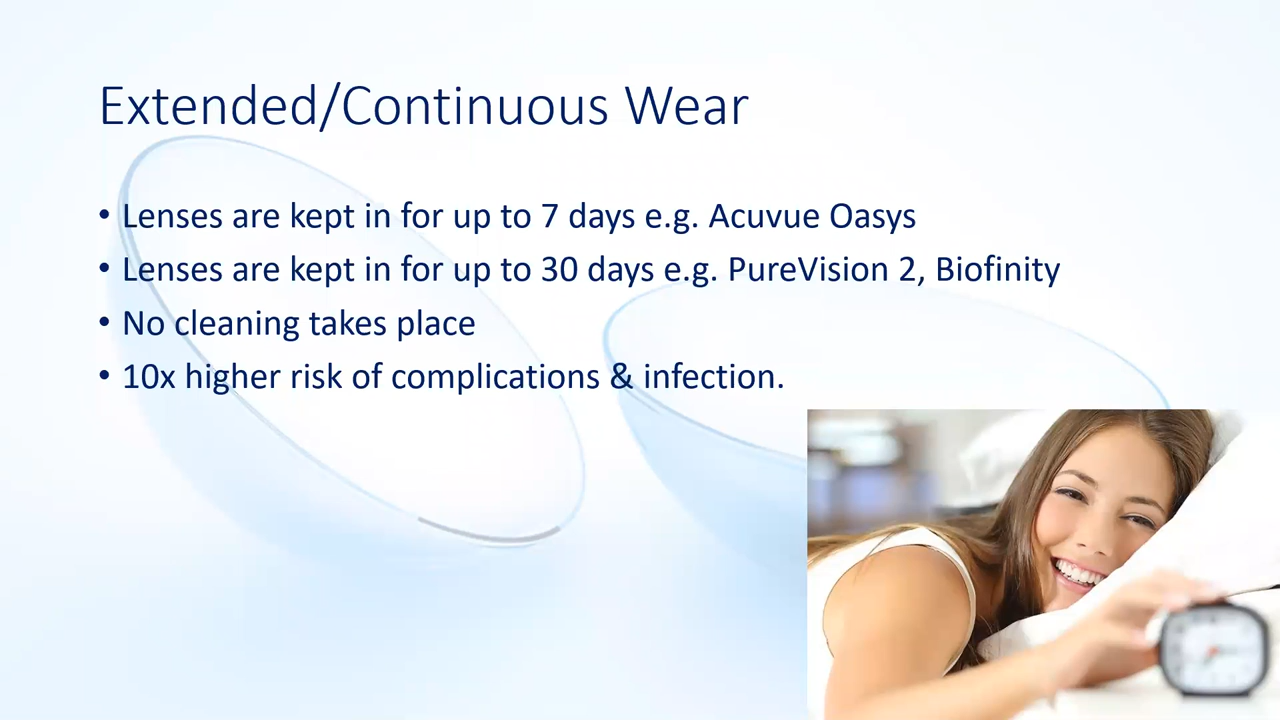 Extended/Continuous Wear
• Lenses are kept in for up to 7 days e.g. Acuvue Oasys
• Lenses are kept in for up to 30 days e.g. PureVision 2, Biofinity
• No cleaning takes place
• 10x higher risk of complications & infection.